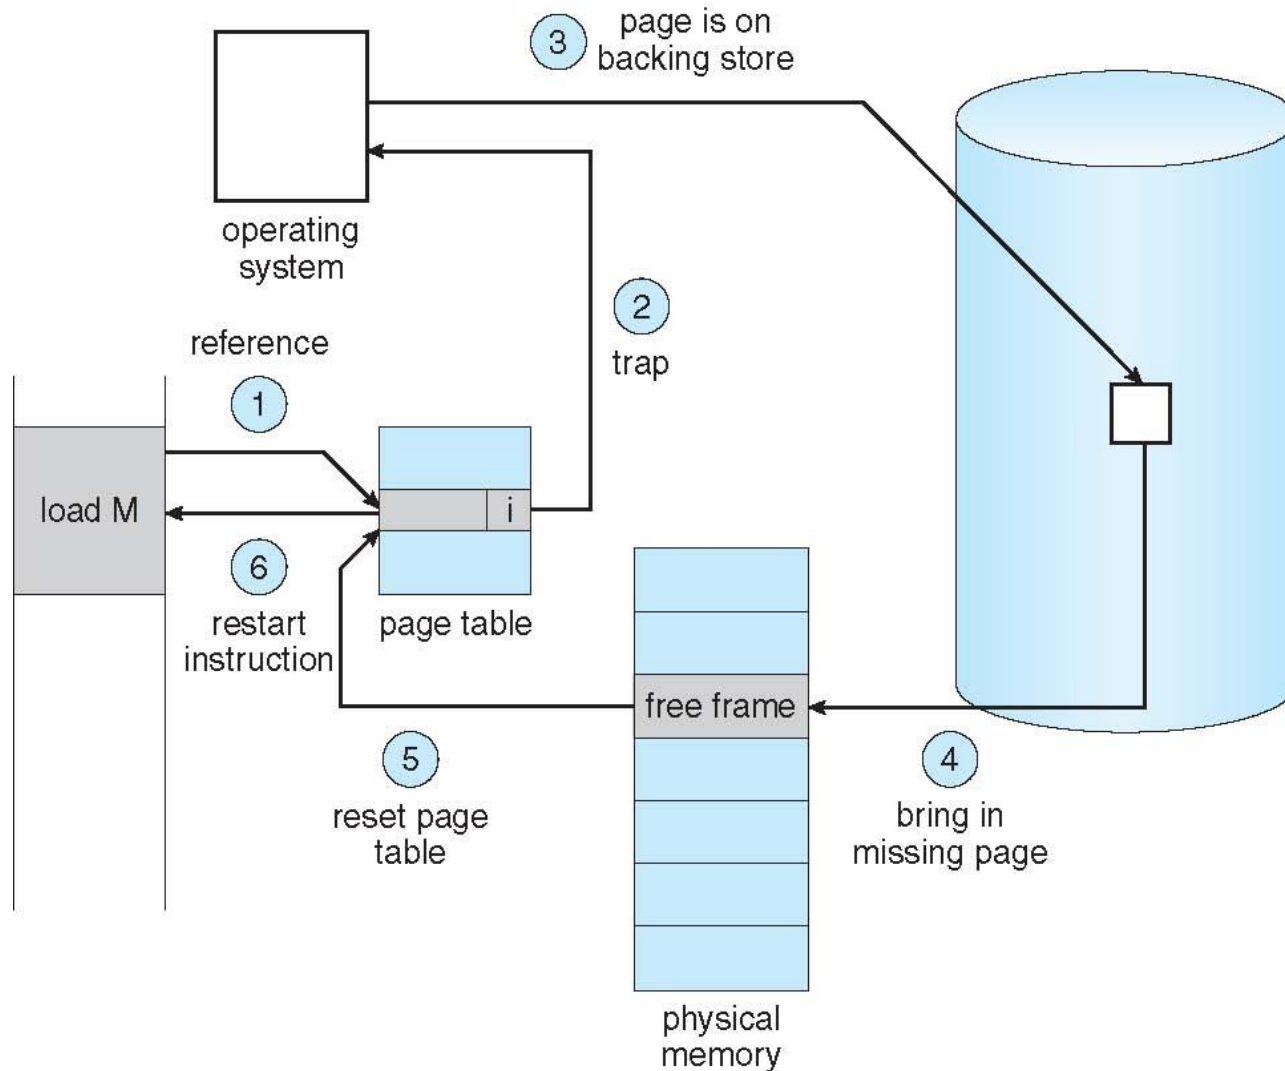 3
page is on
backing store
operating
system
2
trap
reference
1
load M
i
6
restart
instruction
page table
free frame
5
reset page
table
4
bring in
missing page
physical
memory